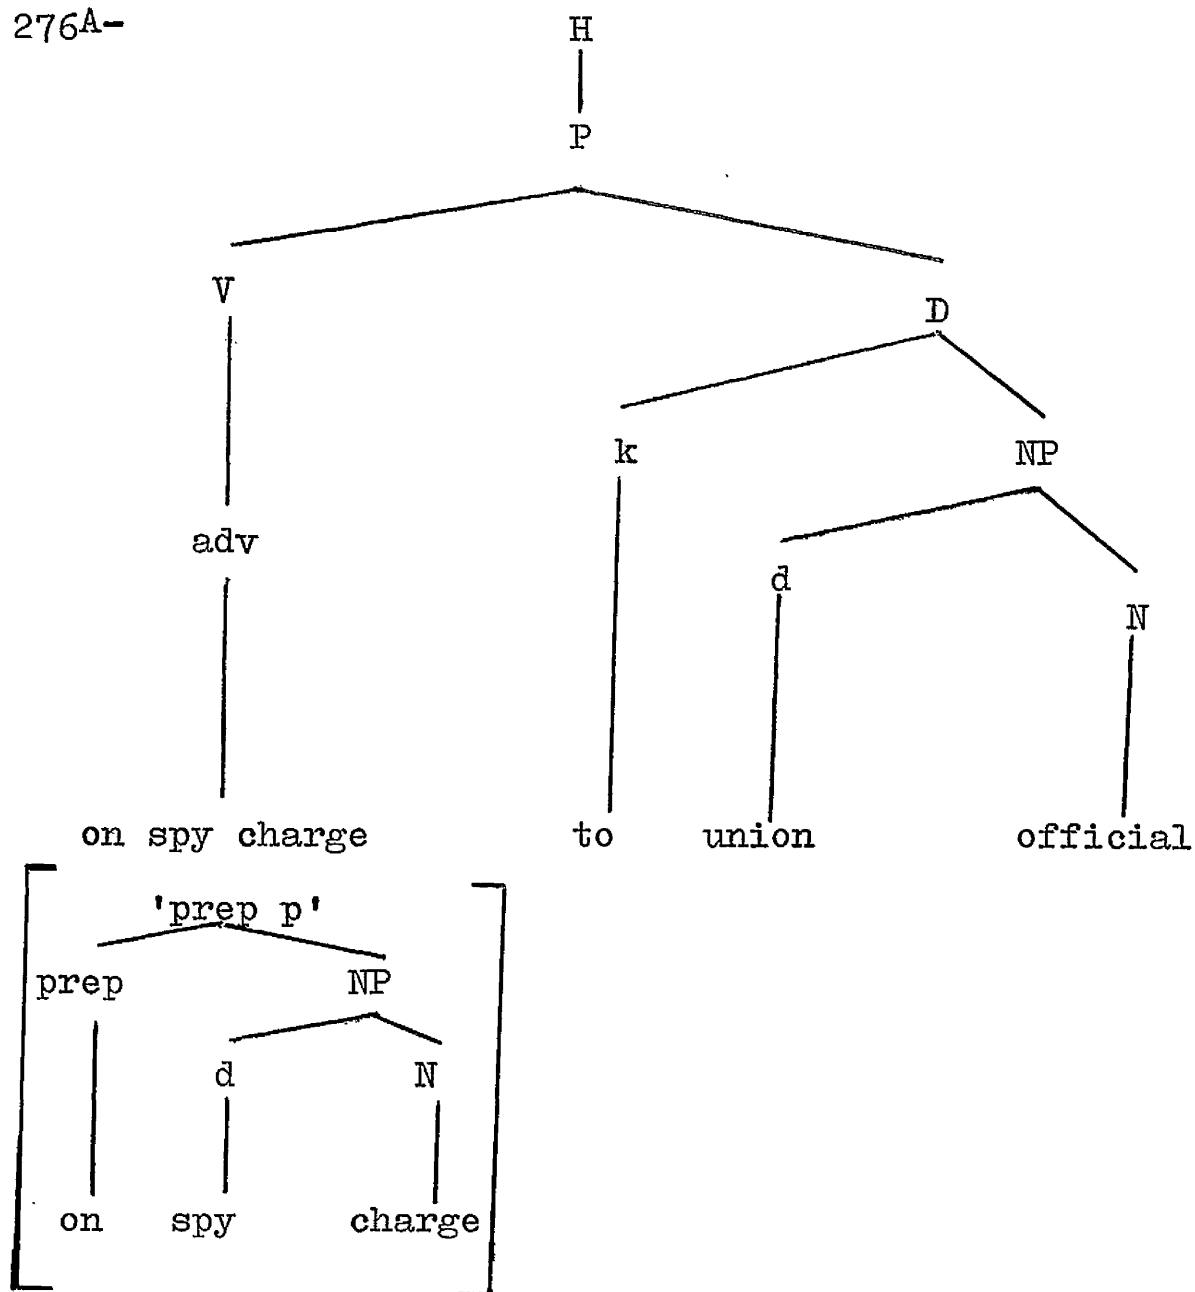 276A-
H
P
V
D
k NP
adv
d
N
on spy charge to union official
'prep p'
prep NP
d N
on spy charge